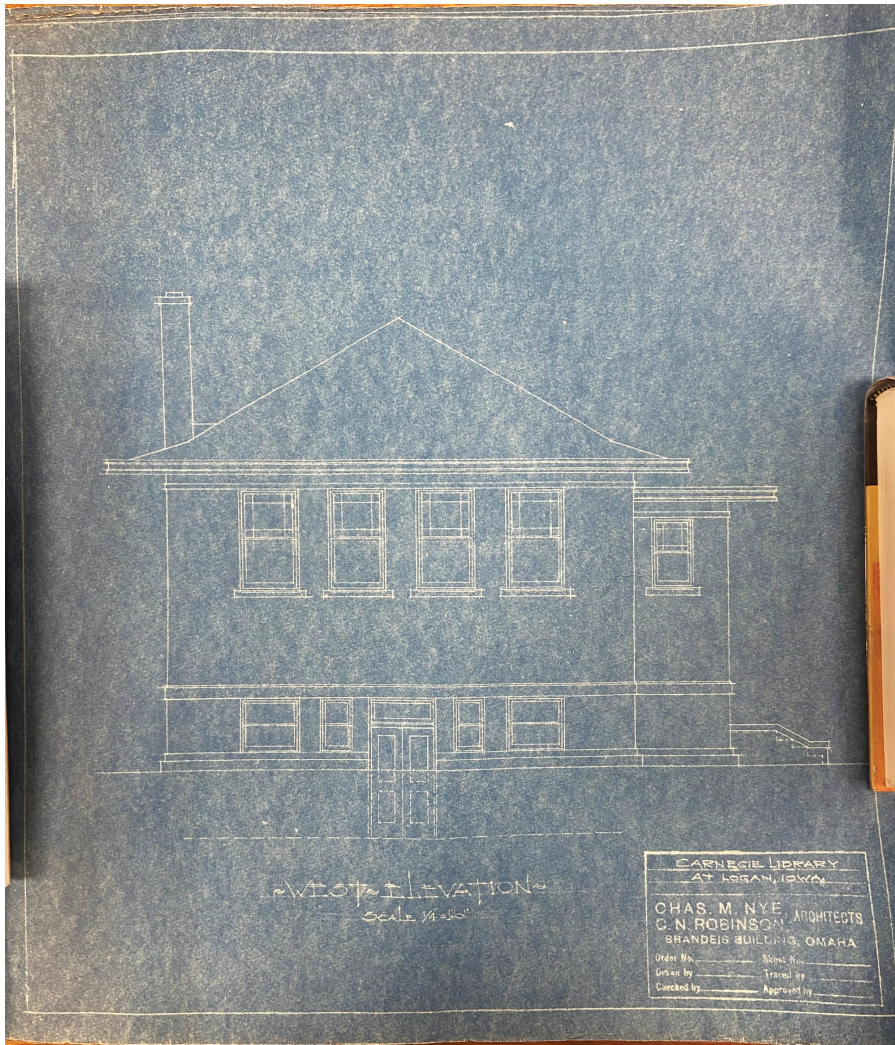 ~WEST~ELEVATION~
SCALE 1/4"=1'0"
CARNEGIE LIBRARY
AT LOGAN, IOWA.
CHAS. M. NYE
C. N. ROBINSON, ARCHITECTS
BRANDEIS BUILDING, OMAHA
Order No. Sheet No.
Drawn by Traced by
Checked by Approved by